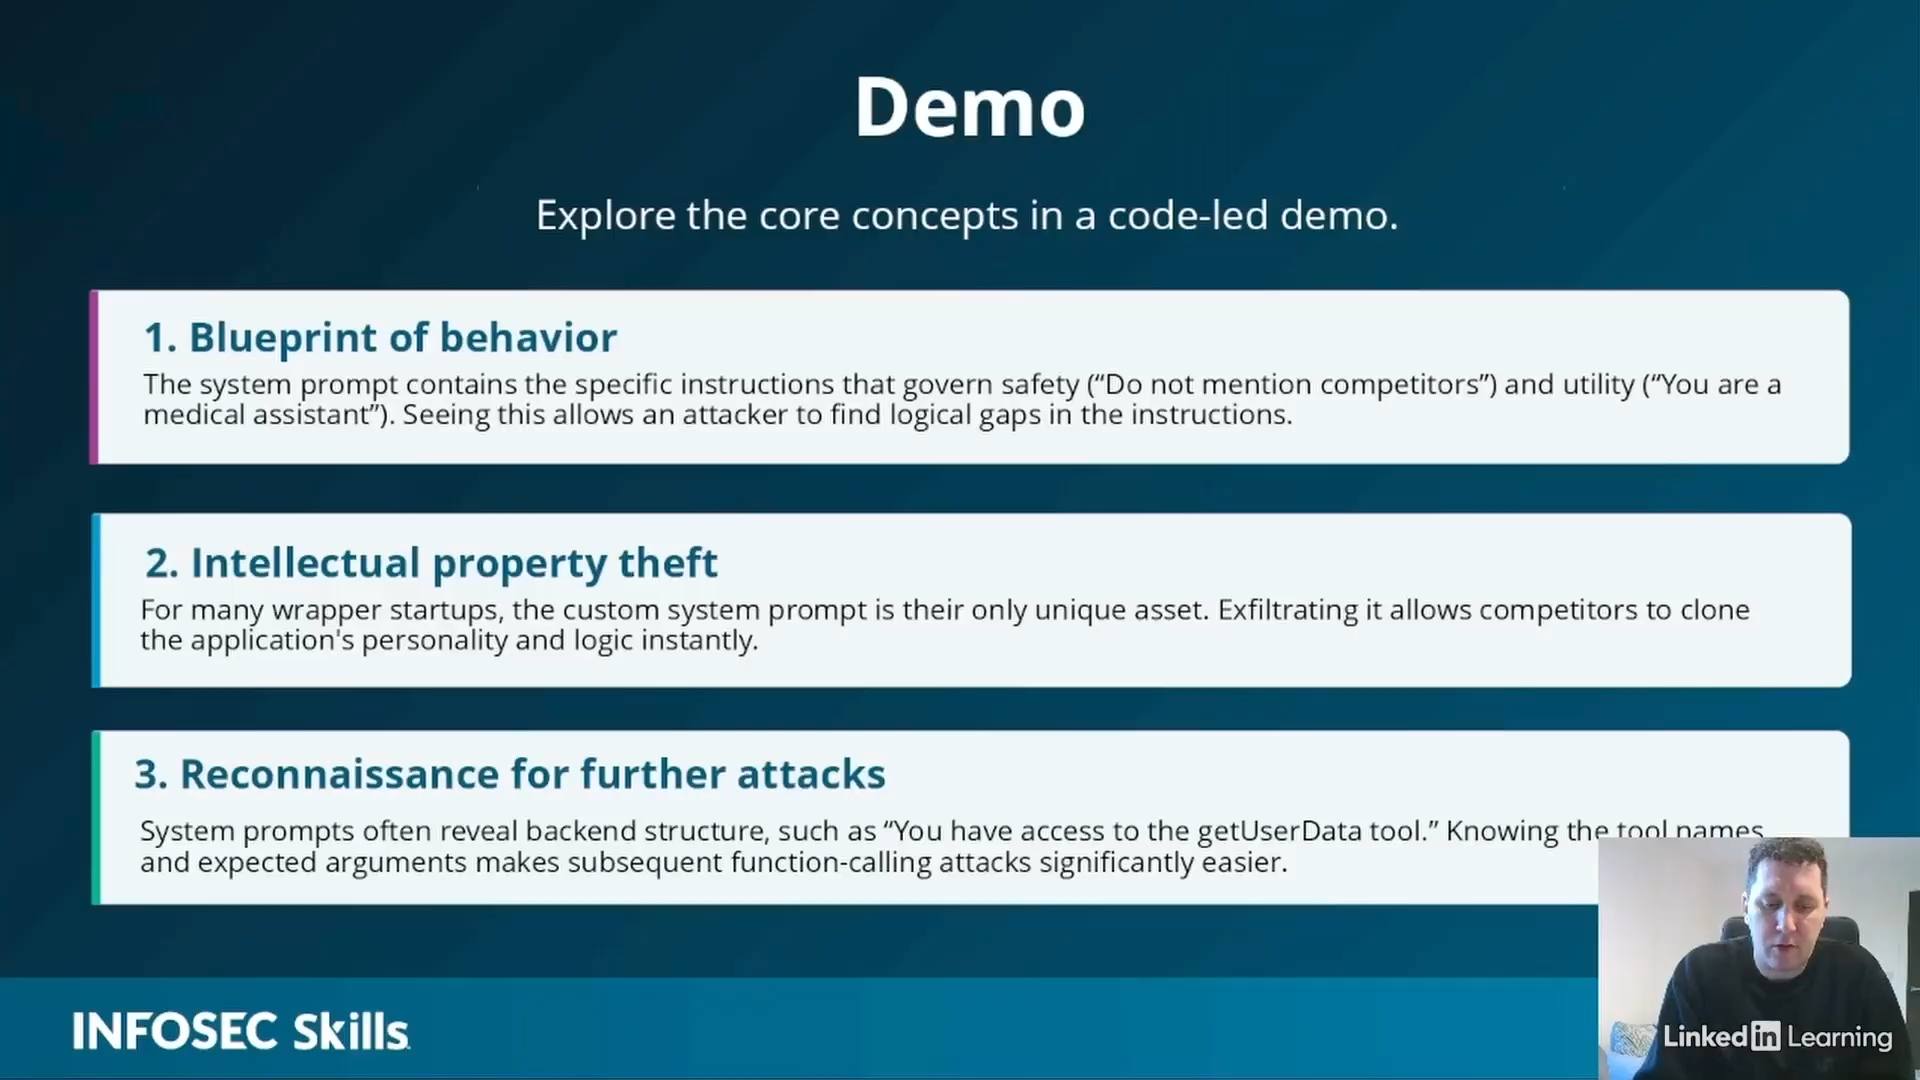 Demo
Explore the core concepts in a code-led demo.
1. Blueprint of behavior
The system prompt contains the specific instructions that govern safety (“Do not mention competitors”) and utility (“You are a
medical assistant”). Seeing this allows an attacker to find logical gaps in the instructions.
2. Intellectual property theft
For many wrapper startups, the custom system prompt is their only unique asset. Exfiltrating it allows competitors to clone
the application's personality and logic instantly.
3. Reconnaissance for further attacks
System prompts often reveal backend structure, such as “You have access to the getUserData tool.” Knowing the tool names
and expected arguments makes subsequent function-calling attacks significantly easier.
INFOSEC Skills
LinkedIn Learning